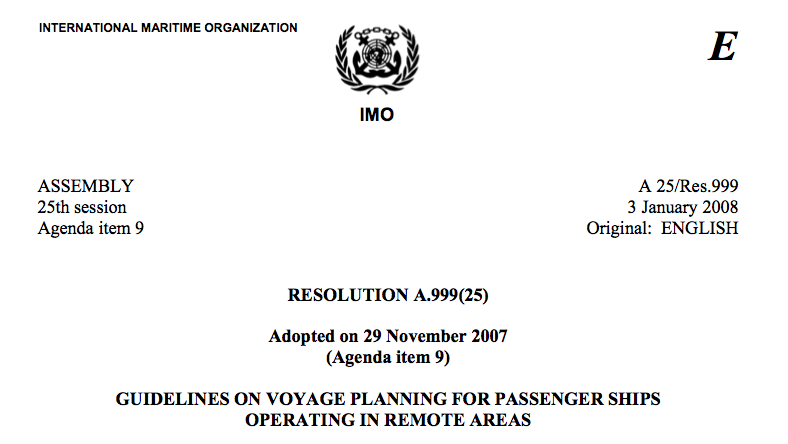 INTERNATIONAL MARITIME ORGANIZATION
E
IMO
ASSEMBLY
25th session
Agenda item 9
A 25/Res.999
3 January 2008
Original: ENGLISH
RESOLUTION A.999(25)
Adopted on 29 November 2007
(Agenda item 9)
GUIDELINES ON VOYAGE PLANNING FOR PASSENGER SHIPS
OPERATING IN REMOTE AREAS